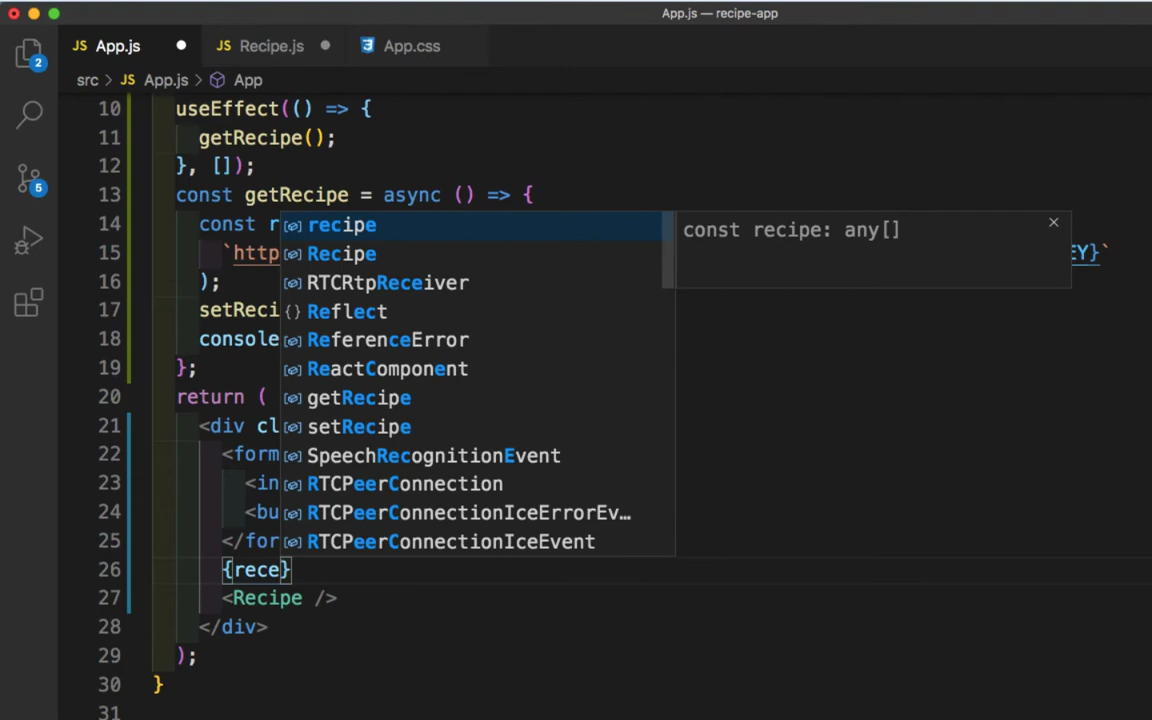 App.js — recipe-app
JS App.js JS Recipe.js App.css
src > JS App.js > App
2
5
10 useEffect(() => {
11 getRecipe();
12 }, []);
13 const getRecipe = async () => {
14 const r
15 `http EY}`
16 );
17 setReci
18 console
19 };
20 return (
21 <div cl
22 <form
23 <in
24 <bu
25 </for
26 {rece}
27 <Recipe />
28 </div>
29 );
30 }
31
recipe
Recipe
RTCRtpReceiver
{} Reflect
ReferenceError
ReactComponent
getRecipe
setRecipe
SpeechRecognitionEvent
RTCPeerConnection
RTCPeerConnectionIceErrorEv…
RTCPeerConnectionIceEvent
const recipe: any[]